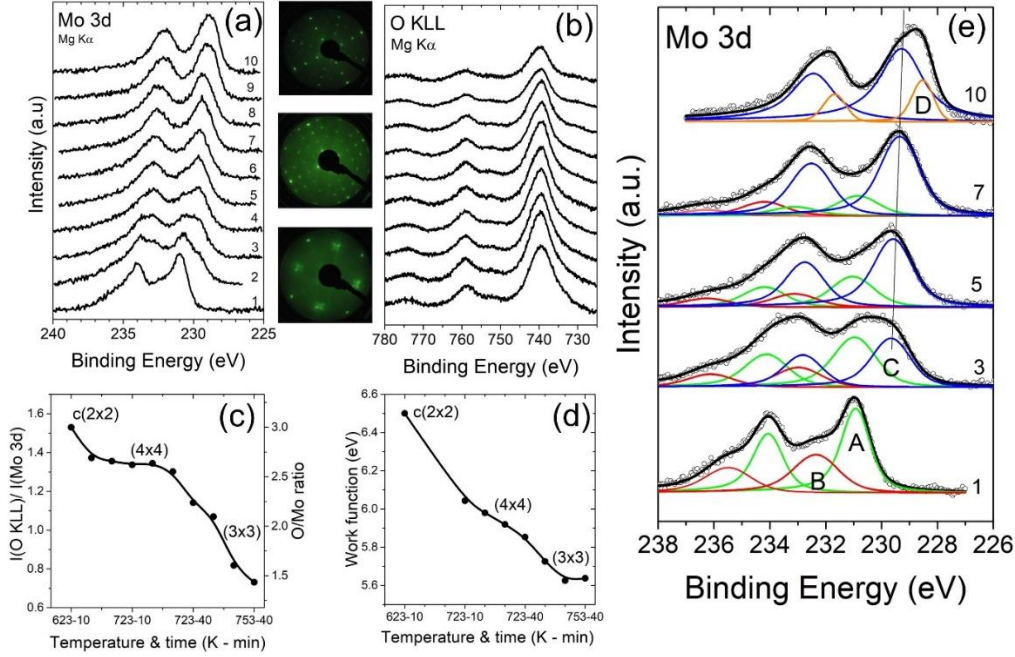 Mo 3d
Mg Kα
(a)
10
9
8
7
6
5
4
3
2
1
Intensity (a.u)
240
235
230
225
Binding Energy (eV)
O KLL
Mg Kα
(b)
780
770
760
750
740
730
Binding Energy (eV)
(c)
c(2x2)
(4x4)
(3x3)
I(O KLL)/ I(Mo 3d)
1.6
1.4
1.2
1.0
0.8
0.6
O/Mo ratio
3.0
2.5
2.0
1.5
623-10
723-10
723-40
753-40
Temperature & time (K - min)
(d)
c(2x2)
(4x4)
(3x3)
Work function (eV)
6.6
6.4
6.2
6.0
5.8
5.6
623-10
723-10
723-40
753-40
Temperature & time (K - min)
Mo 3d
(e)
D
10
7
5
C
3
A
B
1
Intensity (a.u.)
238
236
234
232
230
228
226
Binding Energy (eV)